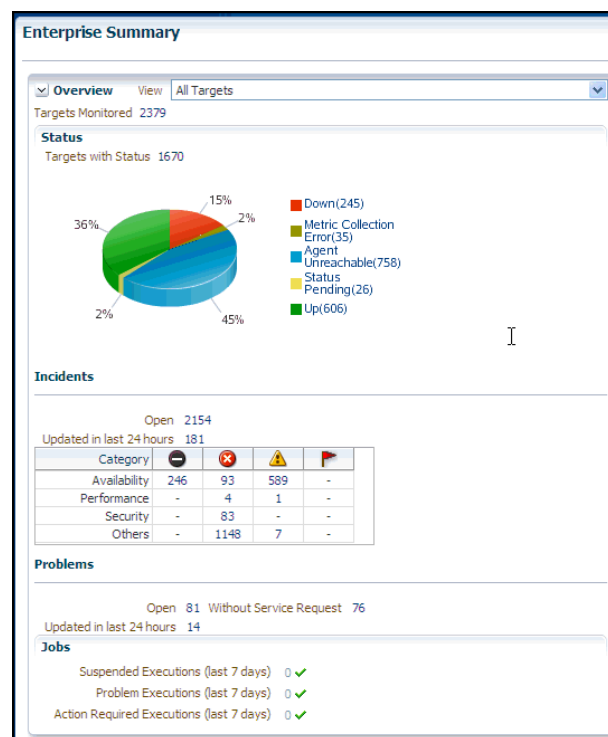 Enterprise Summary
Overview View All Targets
Targets Monitored 2379
Status
Targets with Status 1670
15%
2%
36%
2%
45%
Down(245)
Metric Collection
Error(35)
Agent
Unreachable(758)
Status
Pending(26)
Up(606)
Incidents
Open 2154
Updated in last 24 hours 181
Category
Availability 246 93 589 -
Performance - 4 1 -
Security - 83 - -
Others - 1148 7 -
Problems
Open 81 Without Service Request 76
Updated in last 24 hours 14
Jobs
Suspended Executions (last 7 days) 0
Problem Executions (last 7 days) 0
Action Required Executions (last 7 days) 0